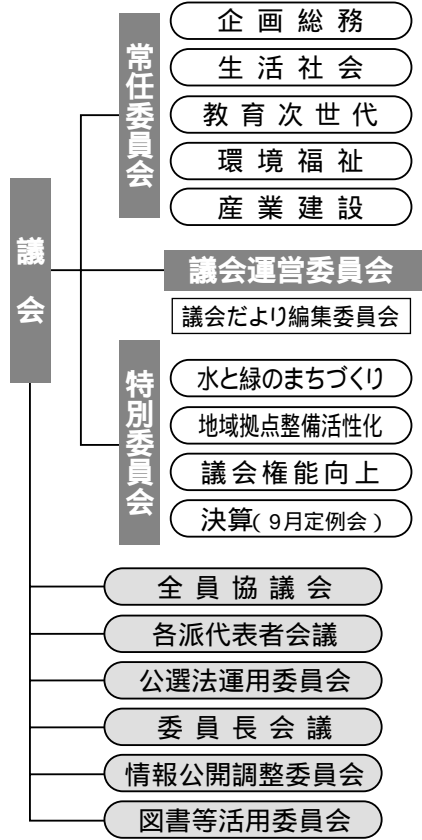 議会
常任委員会
企画総務
生活社会
教育次世代
環境福祉
産業建設
議会運営委員会
議会だより編集委員会
特別委員会
水と緑のまちづくり
地域拠点整備活性化
議会権能向上
決算(9月定例会)
全員協議会
各派代表者会議
公選法運用委員会
委員長会議
情報公開調整委員会
図書等活用委員会